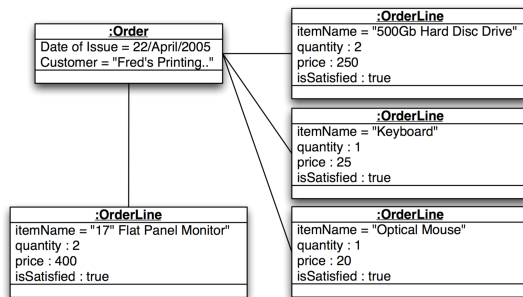 :Order
Date of Issue = 22/April/2005
Customer = "Fred's Printing.."
:OrderLine
itemName = "500Gb Hard Disc Drive"
quantity : 2
price : 250
isSatisfied : true
:OrderLine
itemName = "Keyboard"
quantity : 1
price : 25
isSatisfied : true
:OrderLine
itemName = "17" Flat Panel Monitor"
quantity : 2
price : 400
isSatisfied : true
:OrderLine
itemName = "Optical Mouse"
quantity : 1
price : 20
isSatisfied : true